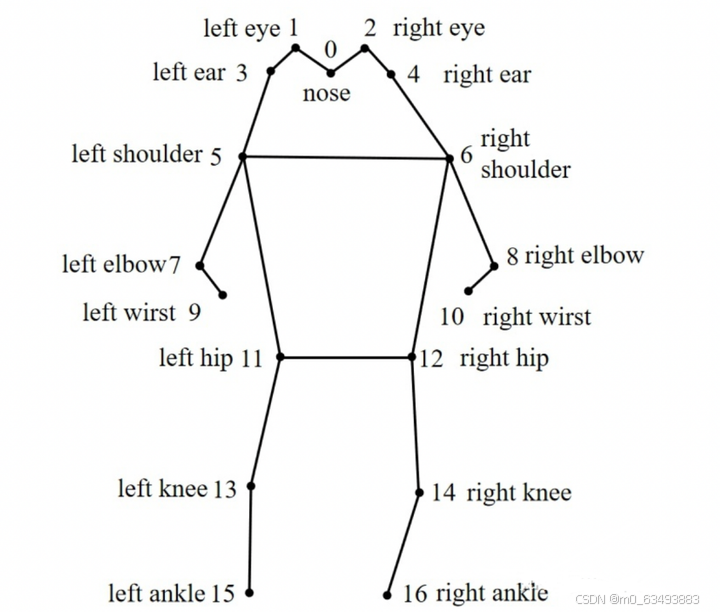 left eye 1 2 right eye
0
left ear 3 4 right ear
nose
left shoulder 5 6 right
shoulder
left elbow7 8 right elbow
left wirst 9 10 right wirst
left hip 11 12 right hip
left knee 13 14 right knee
left ankle 15 16 right ankle
CSDN @m0_63493883